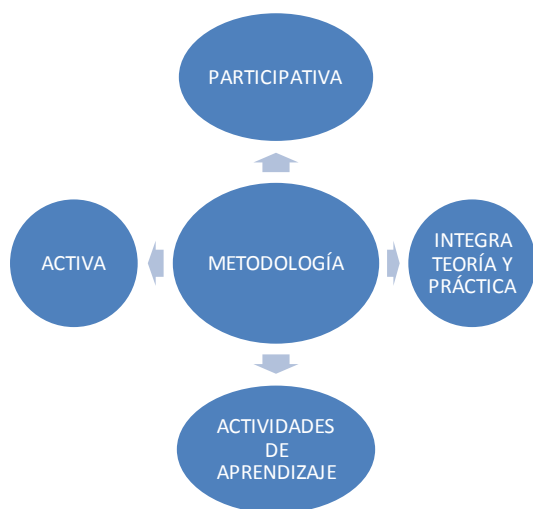 PARTICIPATIVA
ACTIVA
METODOLOGÍA
INTEGRA
TEORÍA Y
PRÁCTICA
ACTIVIDADES
DE
APRENDIZAJE